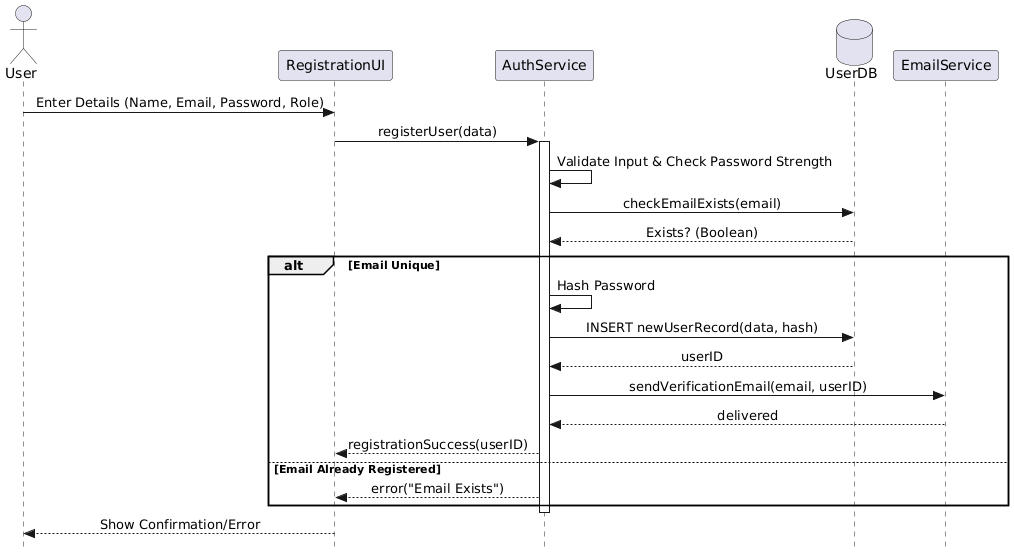 User
RegistrationUI
AuthService
UserDB
EmailService
Enter Details (Name, Email, Password, Role)
registerUser(data)
Validate Input & Check Password Strength
checkEmailExists(email)
Exists? (Boolean)
alt
[Email Unique]
Hash Password
INSERT newUserRecord(data, hash)
userID
sendVerificationEmail(email, userID)
delivered
registrationSuccess(userID)
[Email Already Registered]
error("Email Exists")
Show Confirmation/Error